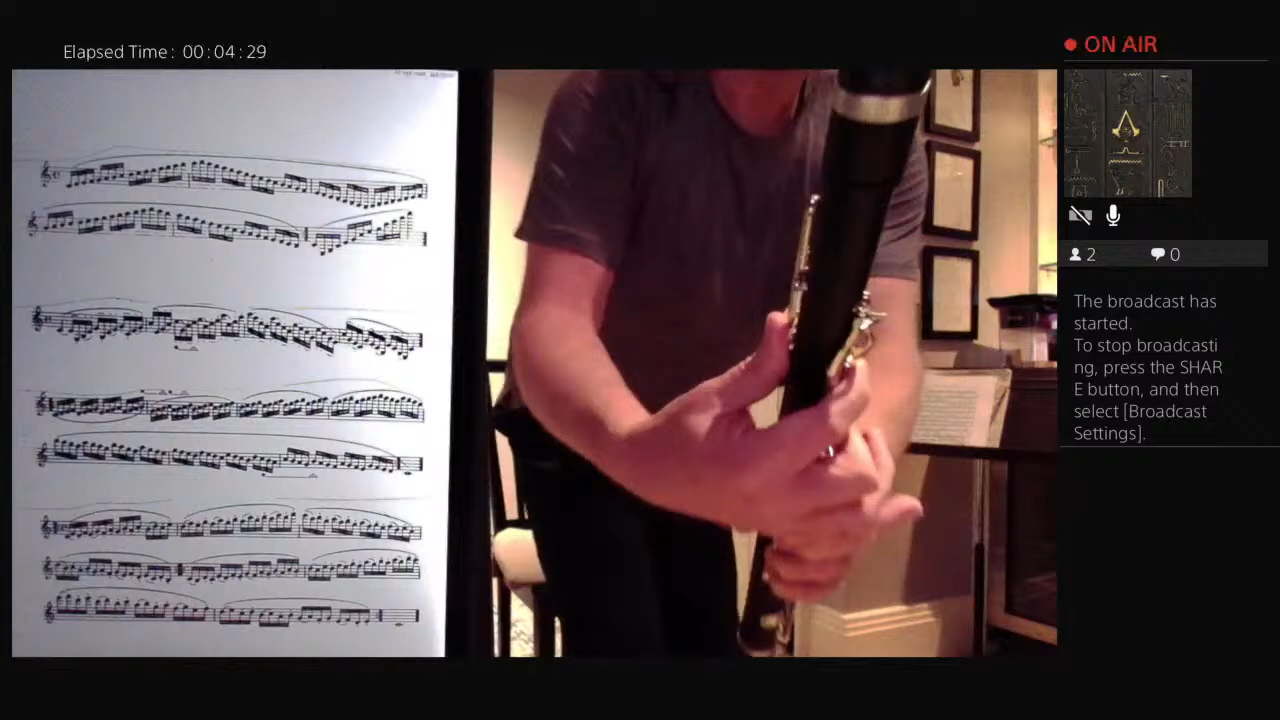 Elapsed Time: 00:04:29
ON AIR
2
0
The broadcast has
started.
To stop broadcasti
ng, press the SHAR
E button, and then
select [Broadcast
Settings].